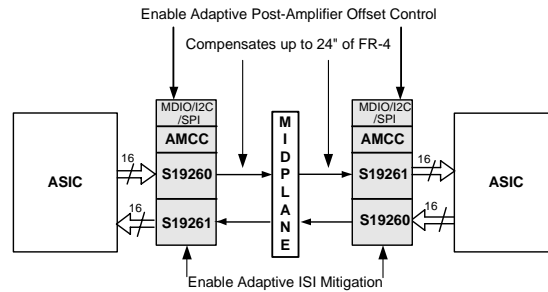 Enable Adaptive Post-Amplifier Offset Control
Compensates up to 24" of FR-4
MDIO/I2C
/SPI
AMCC
S19260
S19261
16
16
ASIC
MIDPLANE
MDIO/I2C
/SPI
AMCC
S19261
S19260
16
16
ASIC
Enable Adaptive ISI Mitigation